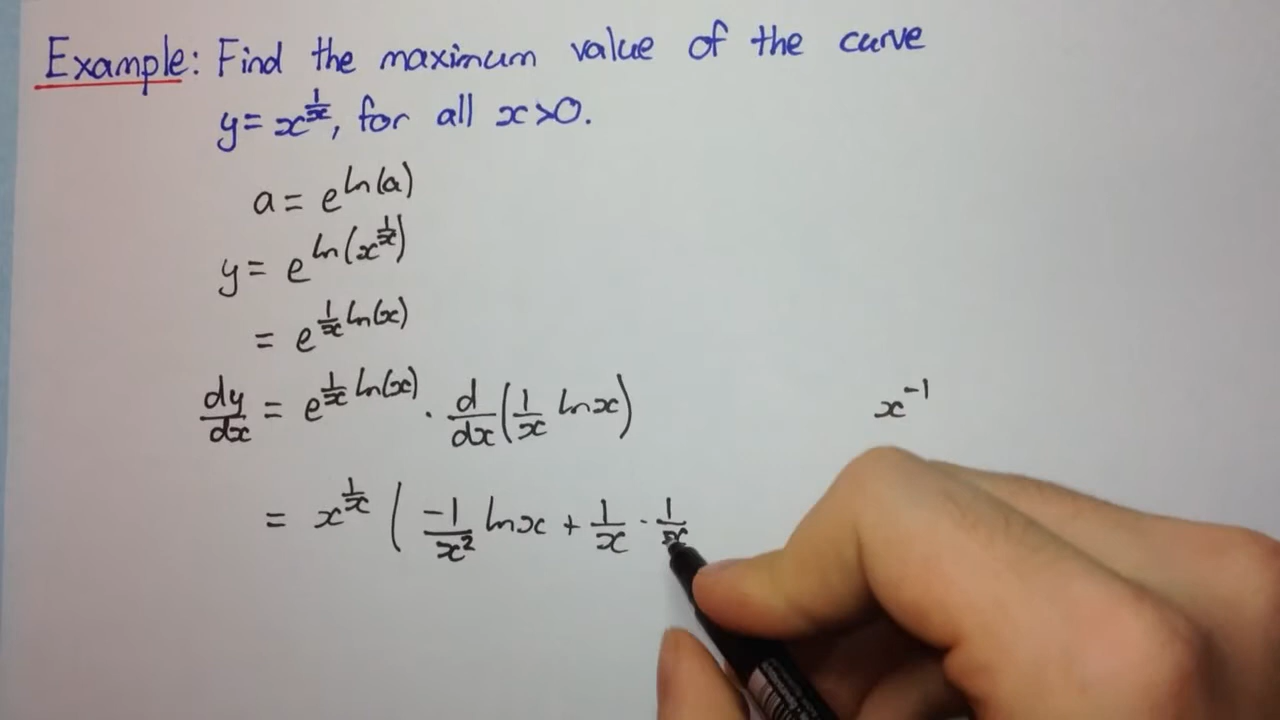 Example: Find the maximum value of the curve
y = x^{1/x}, for all x>0.
a = e^{ln(a)}
y = e^{ln(x^{1/x})}
= e^{1/x ln(x)}
dy/dx = e^{1/x ln(x)} · d/dx (1/x ln x)
x^{-1}
= x^{1/x} ( -1/x² ln x + 1/x · 1/x